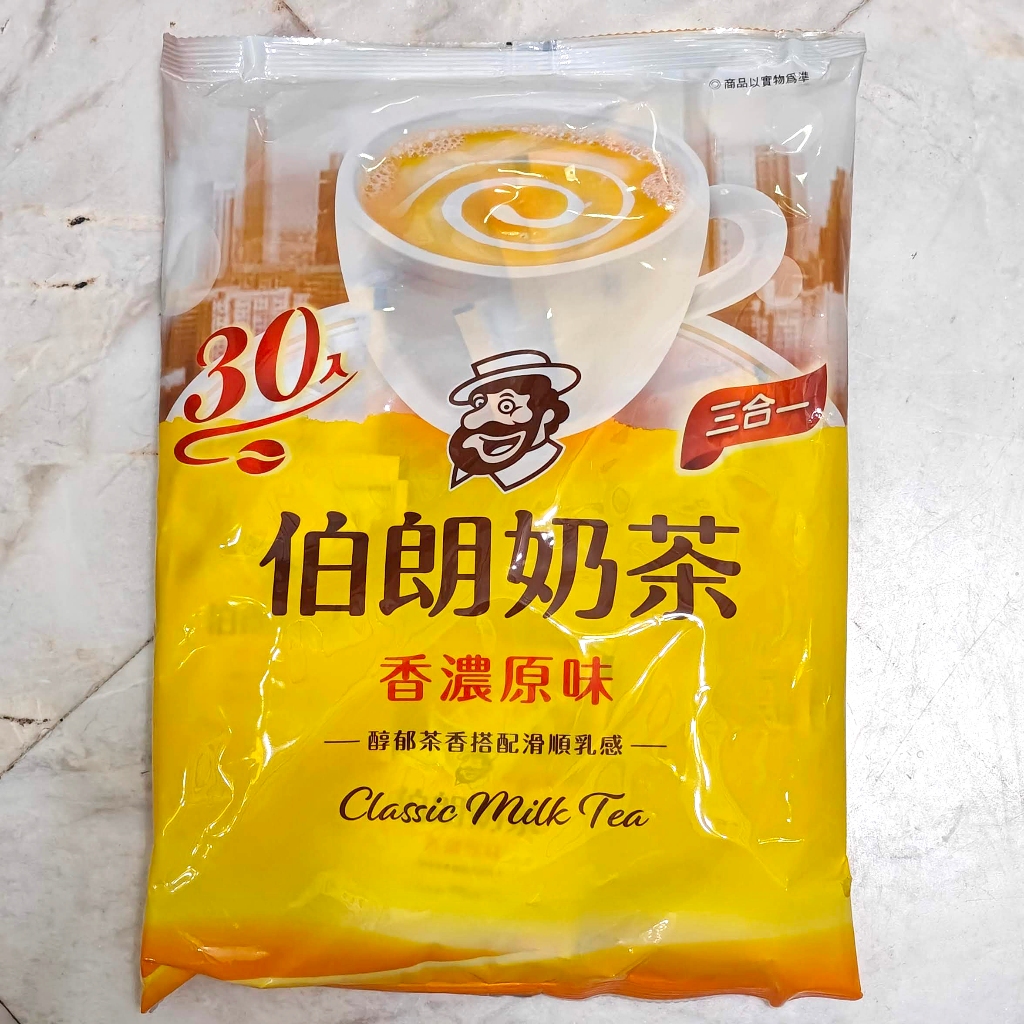 ◎商品以實物為準
30入
三合一
伯朗奶茶
香濃原味
醇郁茶香搭配滑順乳感
Classic Milk Tea